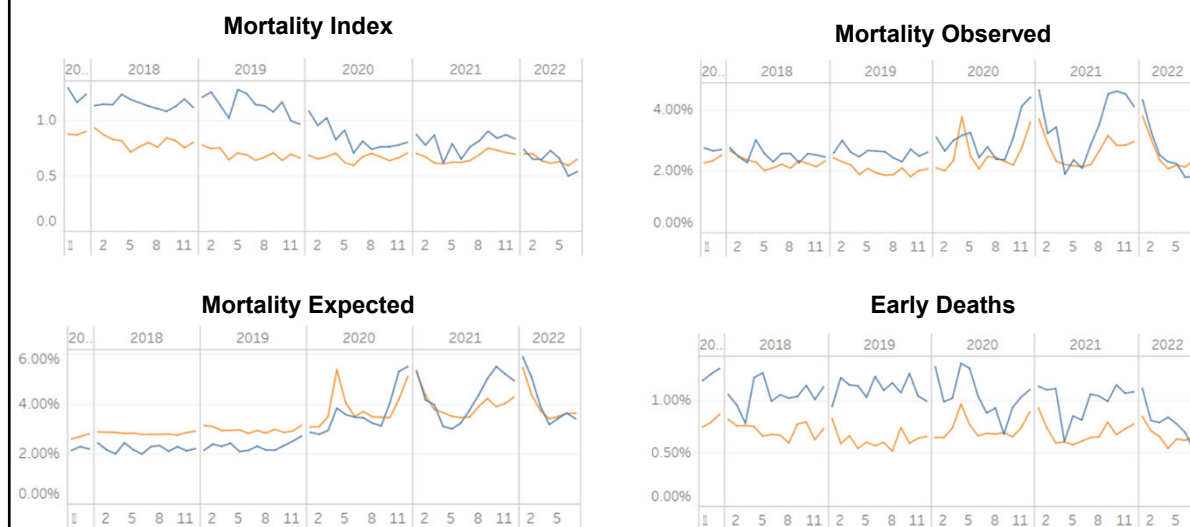 Mortality Index
20.. 2018 2019 2020 2021 2022
1.0
0.5
0.0
2 5 8 11 2 5 8 11 2 5 8 11 2 5 8 11 2 5
Mortality Observed
20.. 2018 2019 2020 2021 2022
4.00%
2.00%
0.00%
2 5 8 11 2 5 8 11 2 5 8 11 2 5 8 11 2 5
Mortality Expected
20.. 2018 2019 2020 2021 2022
6.00%
4.00%
2.00%
0.00%
2 5 8 11 2 5 8 11 2 5 8 11 2 5 8 11 2 5
Early Deaths
20.. 2018 2019 2020 2021 2022
1.00%
0.50%
0.00%
2 5 8 11 2 5 8 11 2 5 8 11 2 5 8 11 2 5